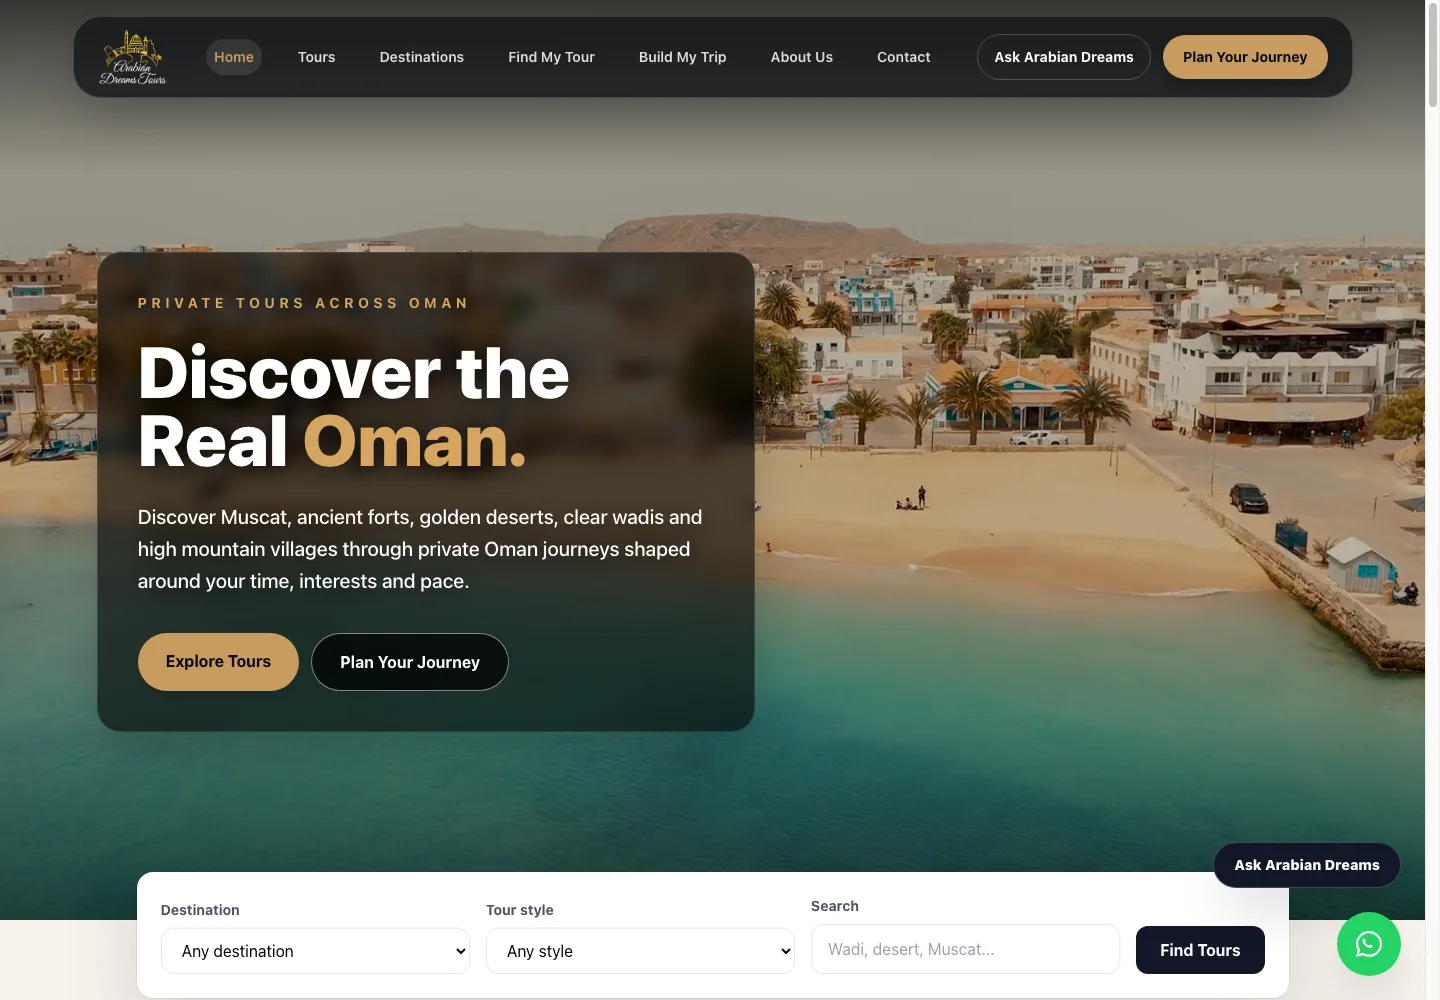 Arabian
Dreams Tours
Home
Tours
Destinations
Find My Tour
Build My Trip
About Us
Contact
Ask Arabian Dreams
Plan Your Journey
PRIVATE TOURS ACROSS OMAN
Discover the
Real Oman.
Discover Muscat, ancient forts, golden deserts, clear wadis and
high mountain villages through private Oman journeys shaped
around your time, interests and pace.
Explore Tours
Plan Your Journey
Ask Arabian Dreams
Destination
Any destination
Tour style
Any style
Search
Wadi, desert, Muscat...
Find Tours